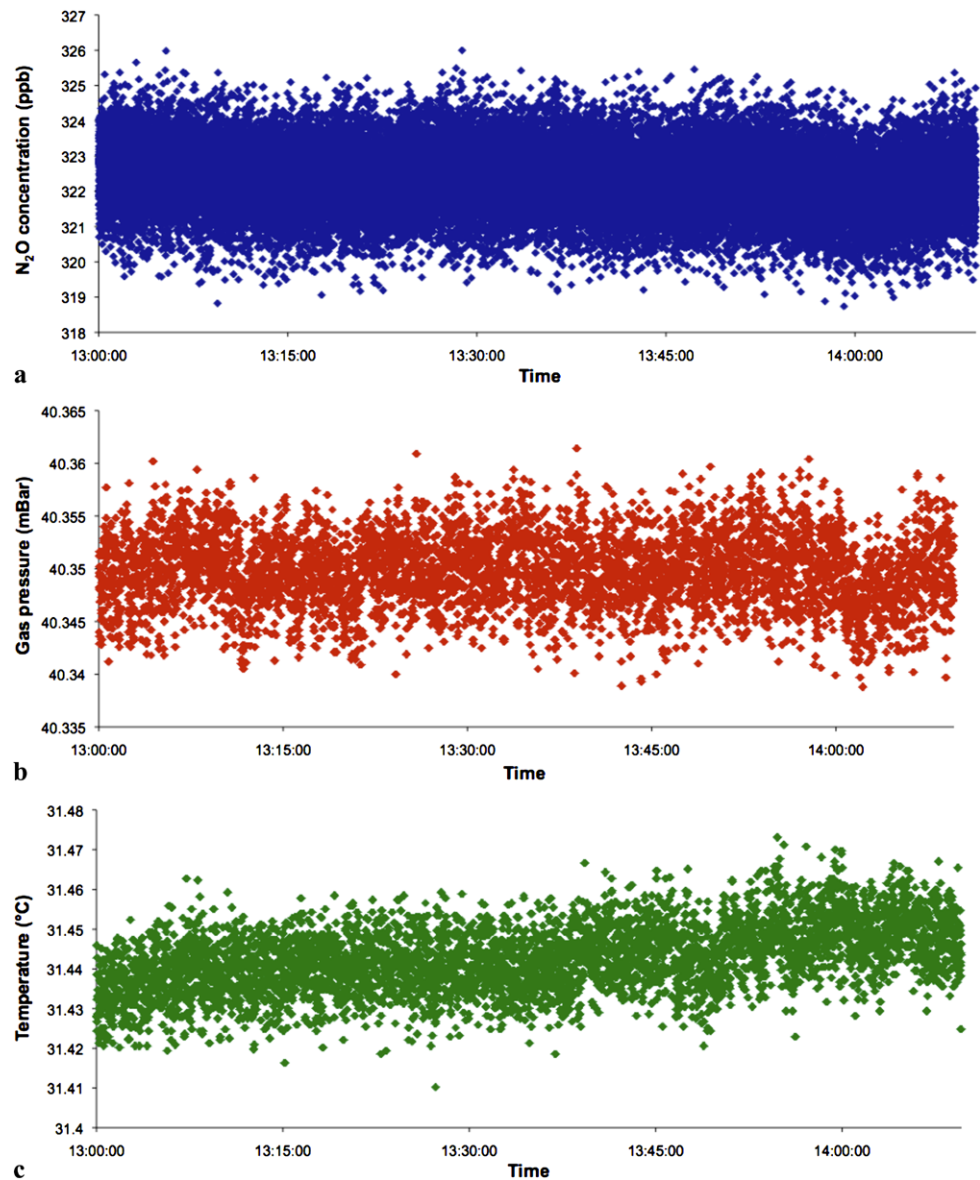 327
326
325
324
323
322
321
320
319
318
N₂O concentration (ppb)
13:00:00 13:15:00 13:30:00 13:45:00 14:00:00
Time
a
40.365
40.36
40.355
40.35
40.345
40.34
40.335
Gas pressure (mBar)
13:00:00 13:15:00 13:30:00 13:45:00 14:00:00
Time
b
31.48
31.47
31.46
31.45
31.44
31.43
31.42
31.41
31.4
Temperature (°C)
13:00:00 13:15:00 13:30:00 13:45:00 14:00:00
Time
c